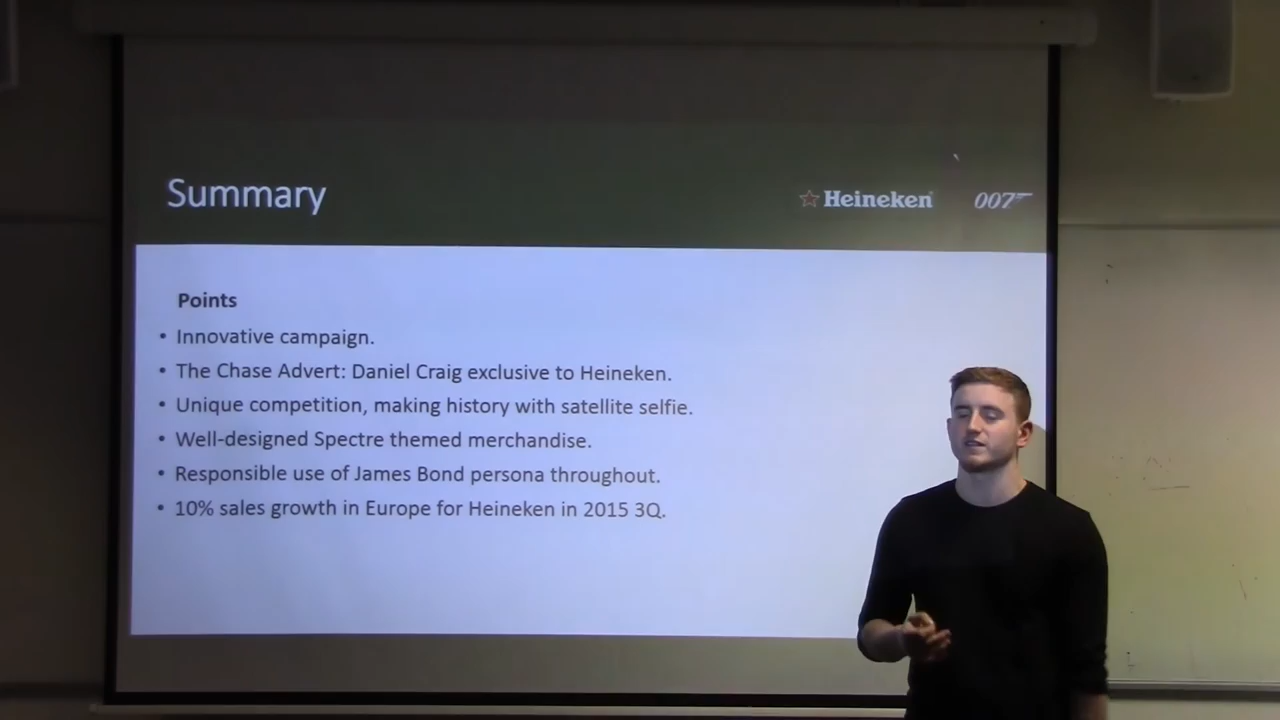 Summary
Heineken
007
Points
• Innovative campaign.
• The Chase Advert: Daniel Craig exclusive to Heineken.
• Unique competition, making history with satellite selfie.
• Well-designed Spectre themed merchandise.
• Responsible use of James Bond persona throughout.
• 10% sales growth in Europe for Heineken in 2015 3Q.